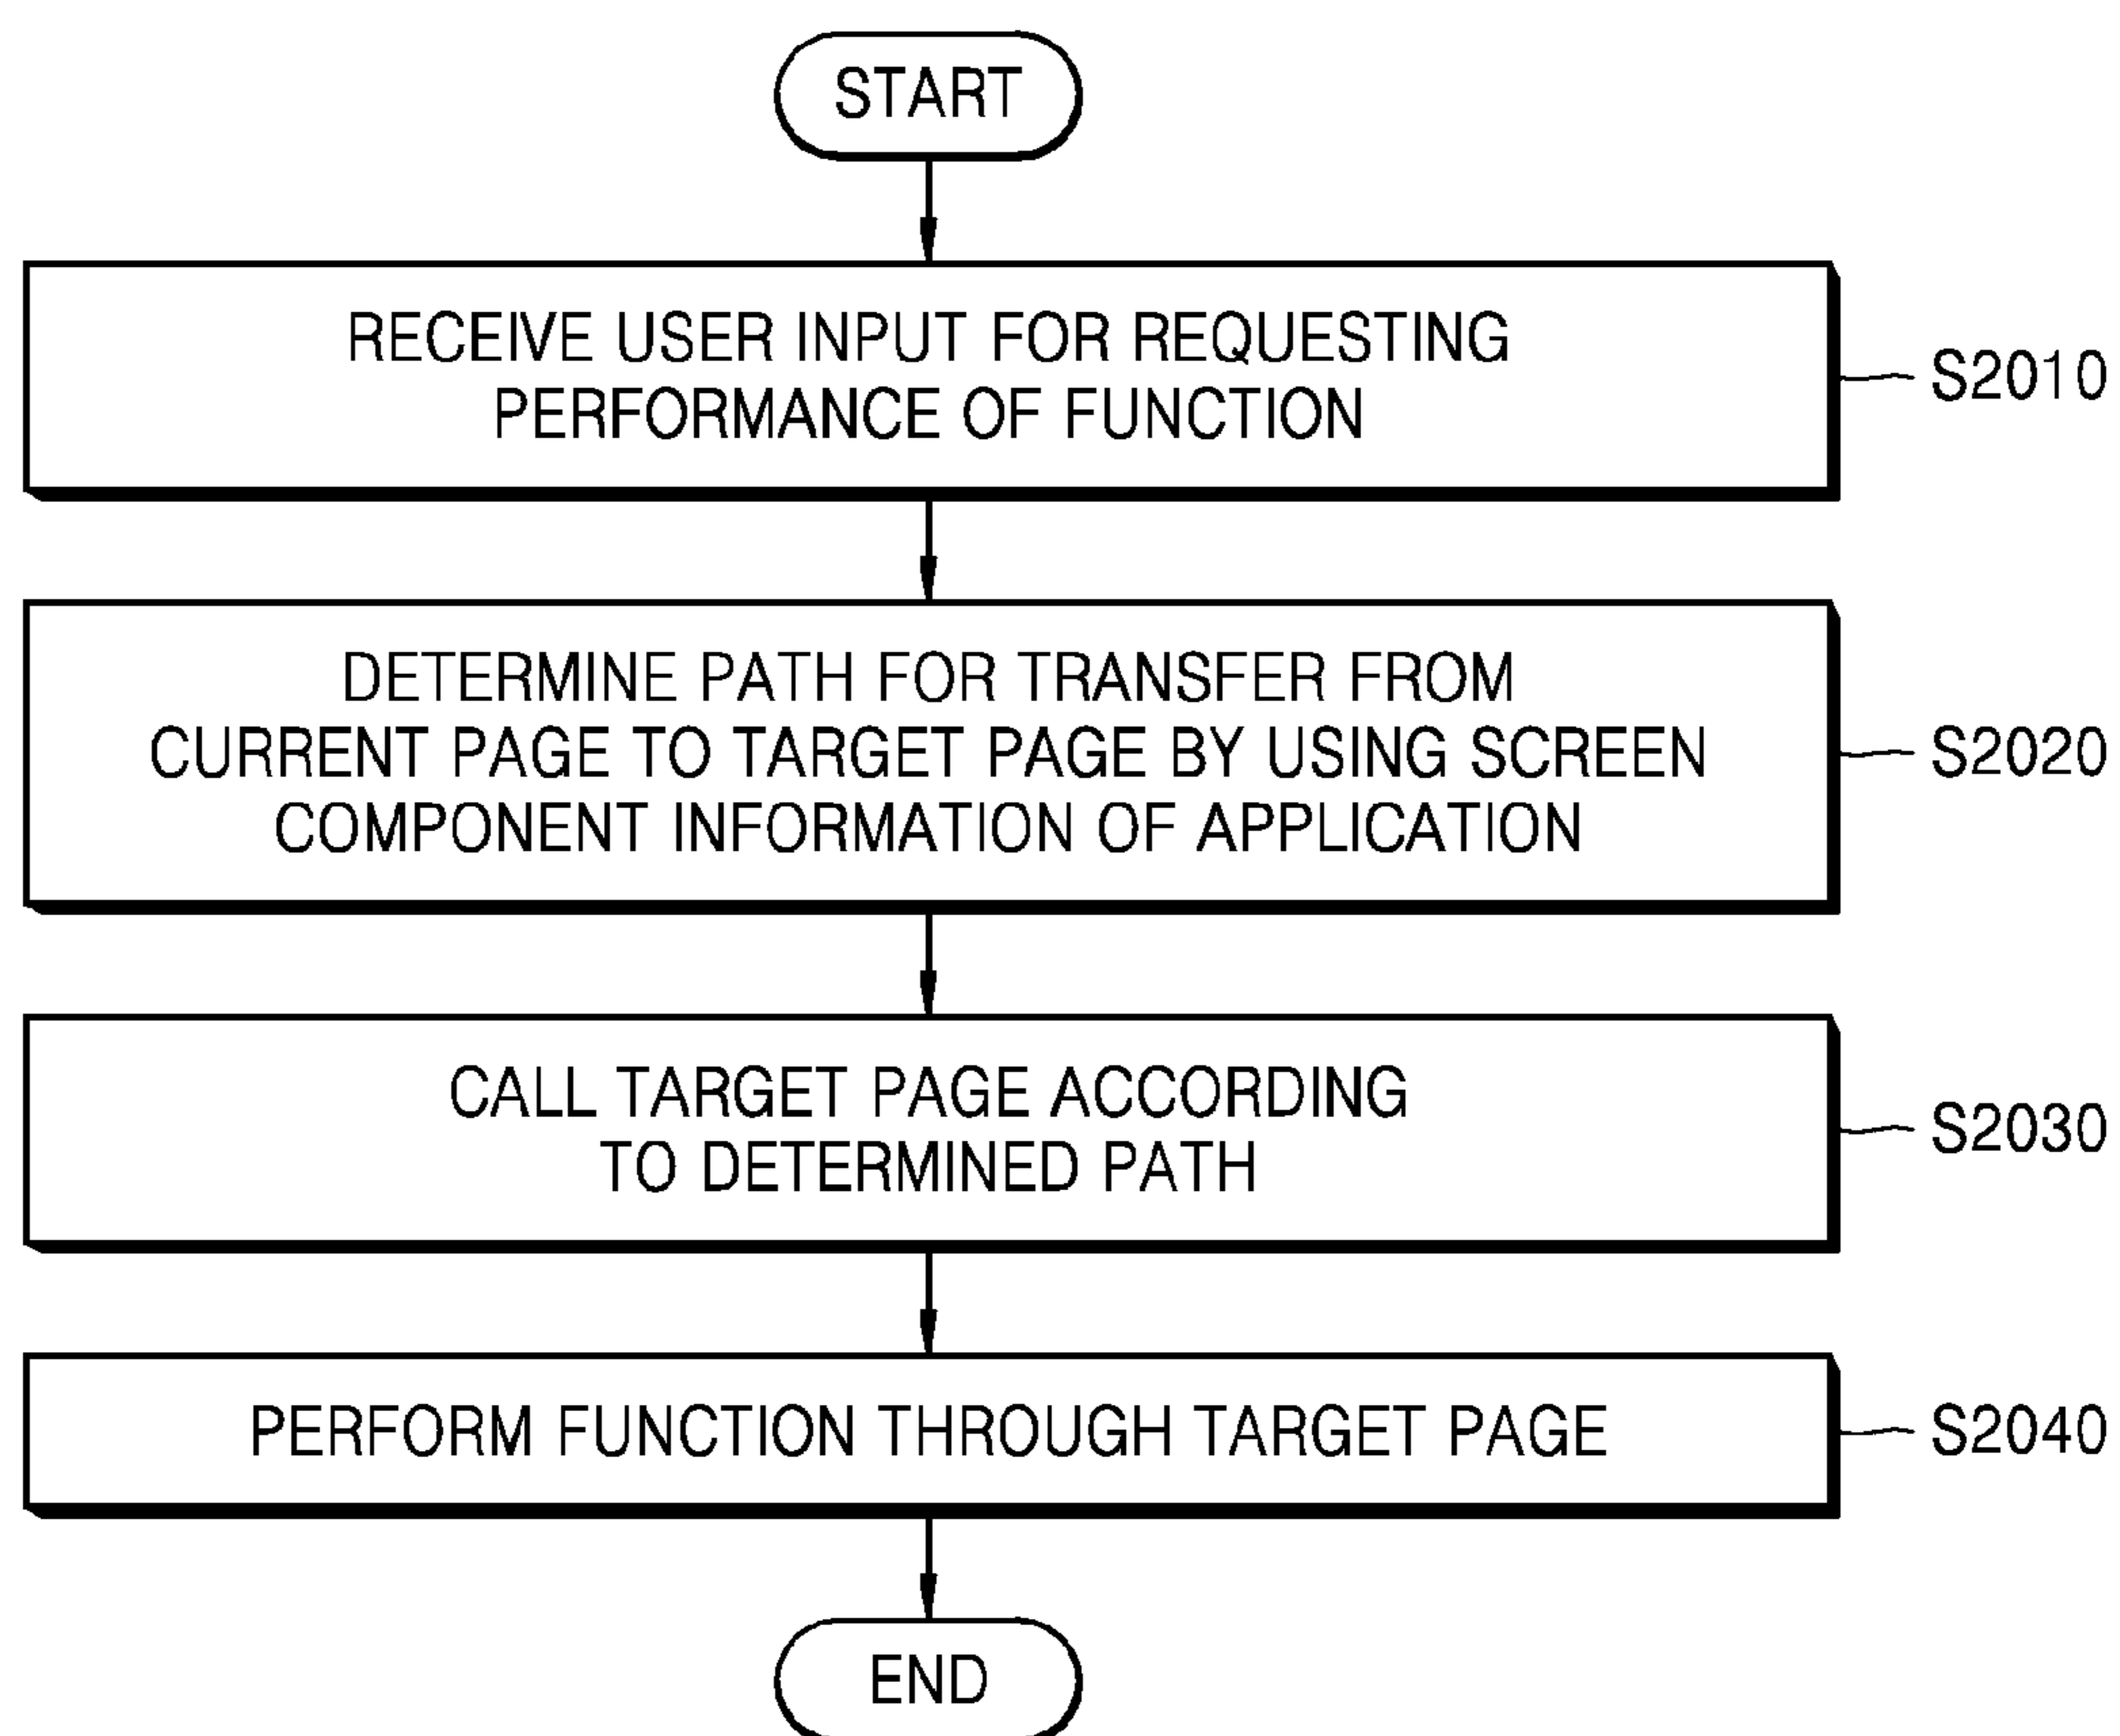 START
RECEIVE USER INPUT FOR REQUESTING
PERFORMANCE OF FUNCTION
S2010
DETERMINE PATH FOR TRANSFER FROM
CURRENT PAGE TO TARGET PAGE BY USING SCREEN
COMPONENT INFORMATION OF APPLICATION
S2020
CALL TARGET PAGE ACCORDING
TO DETERMINED PATH
S2030
PERFORM FUNCTION THROUGH TARGET PAGE
S2040
END